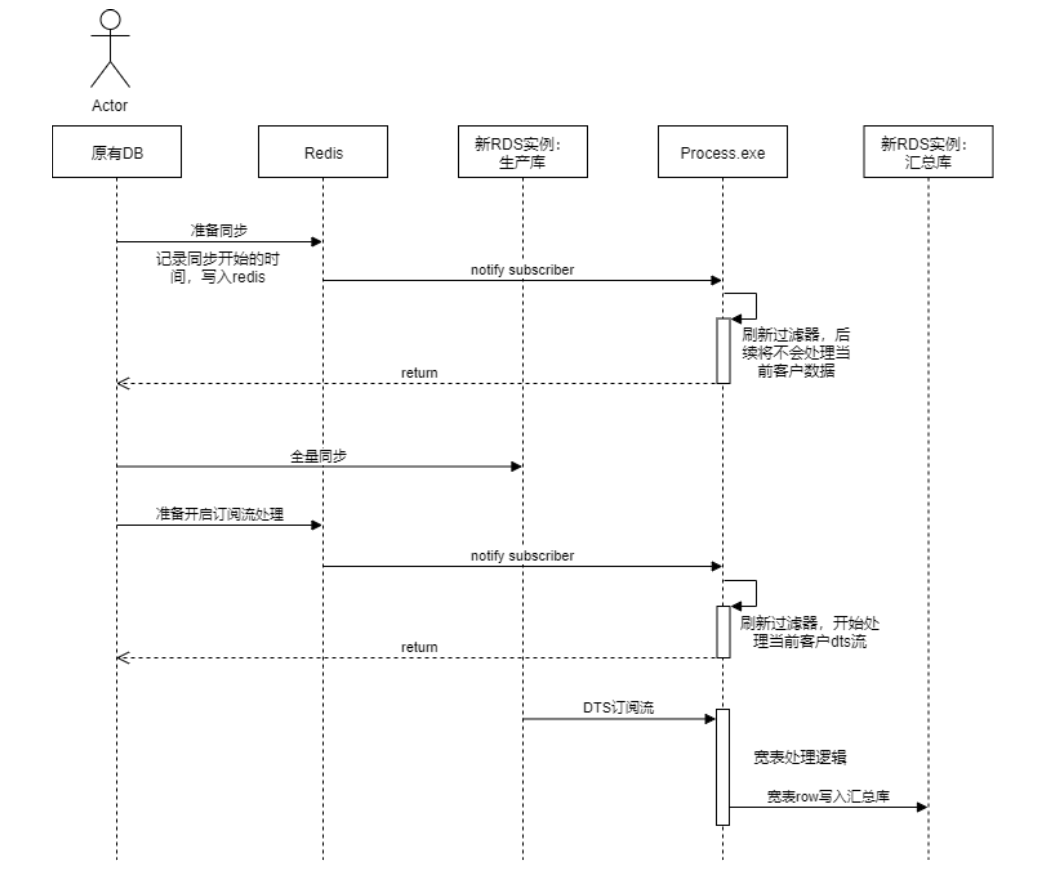 Actor
原有DB
Redis
新RDS实例：
生产库
Process.exe
新RDS实例：
汇总库
准备同步
记录同步开始的时
间，写入redis
notify subscriber
刷新过滤器，后
续将不会处理当
前客户数据
return
全量同步
准备开启订阅流处理
notify subscriber
刷新过滤器，开始处
理当前客户dts流
return
DTS订阅流
宽表处理逻辑
宽表row写入汇总库